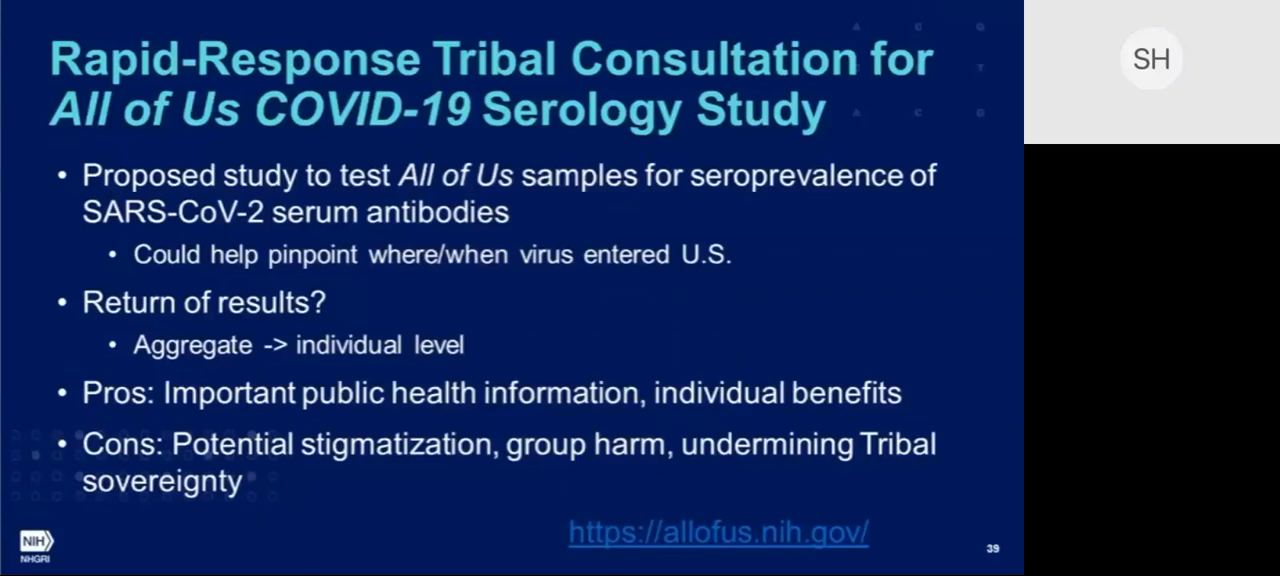 Rapid-Response Tribal Consultation for
All of Us COVID-19 Serology Study
• Proposed study to test All of Us samples for seroprevalence of
SARS-CoV-2 serum antibodies
• Could help pinpoint where/when virus entered U.S.
• Return of results?
• Aggregate -> individual level
• Pros: Important public health information, individual benefits
• Cons: Potential stigmatization, group harm, undermining Tribal
sovereignty
https://allofus.nih.gov/
NIH
NHGRI
39
SH